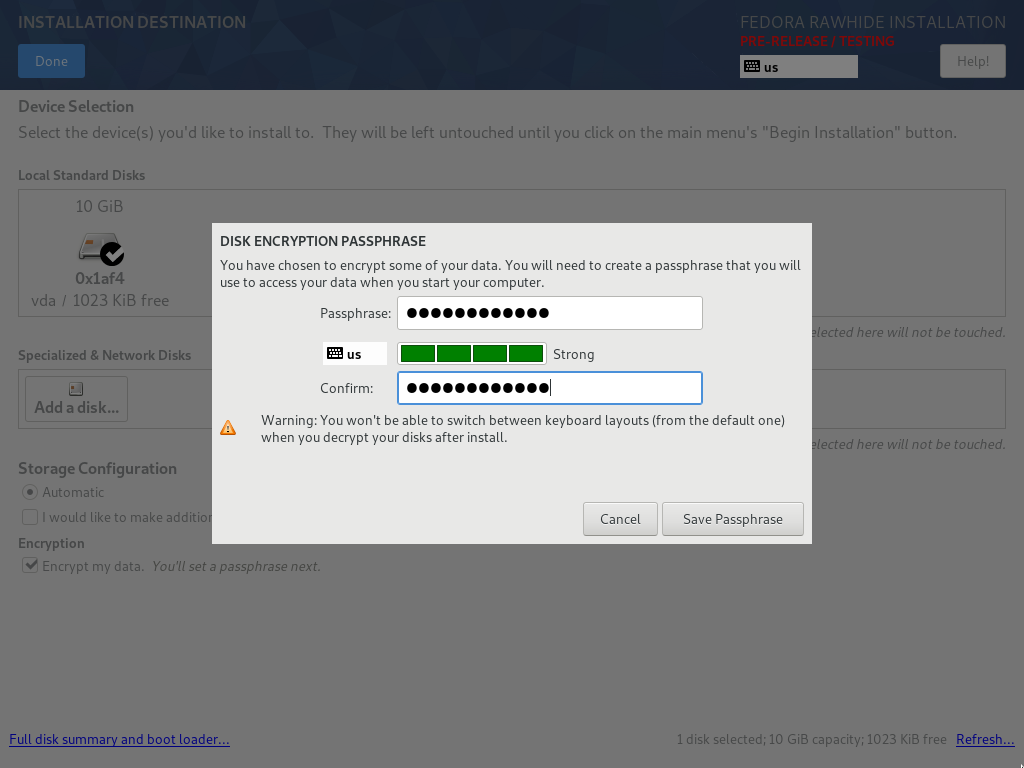 INSTALLATION DESTINATION
FEDORA RAWHIDE INSTALLATION
PRE-RELEASE / TESTING
Done
us
Help!
Device Selection
Select the device(s) you'd like to install to.  They will be left untouched until you click on the main menu's "Begin Installation" button.
Local Standard Disks
10 GiB
0x1af4
vda / 1023 KiB free
elected here will not be touched.
Specialized & Network Disks
Add a disk...
elected here will not be touched.
Storage Configuration
Automatic
I would like to make addition
Encryption
Encrypt my data.  You'll set a passphrase next.
DISK ENCRYPTION PASSPHRASE
You have chosen to encrypt some of your data. You will need to create a passphrase that you will
use to access your data when you start your computer.
Passphrase: ●●●●●●●●●●●●
us
Strong
Confirm: ●●●●●●●●●●●●
Warning: You won't be able to switch between keyboard layouts (from the default one)
when you decrypt your disks after install.
Cancel
Save Passphrase
Full disk summary and boot loader...
1 disk selected; 10 GiB capacity; 1023 KiB free
Refresh...